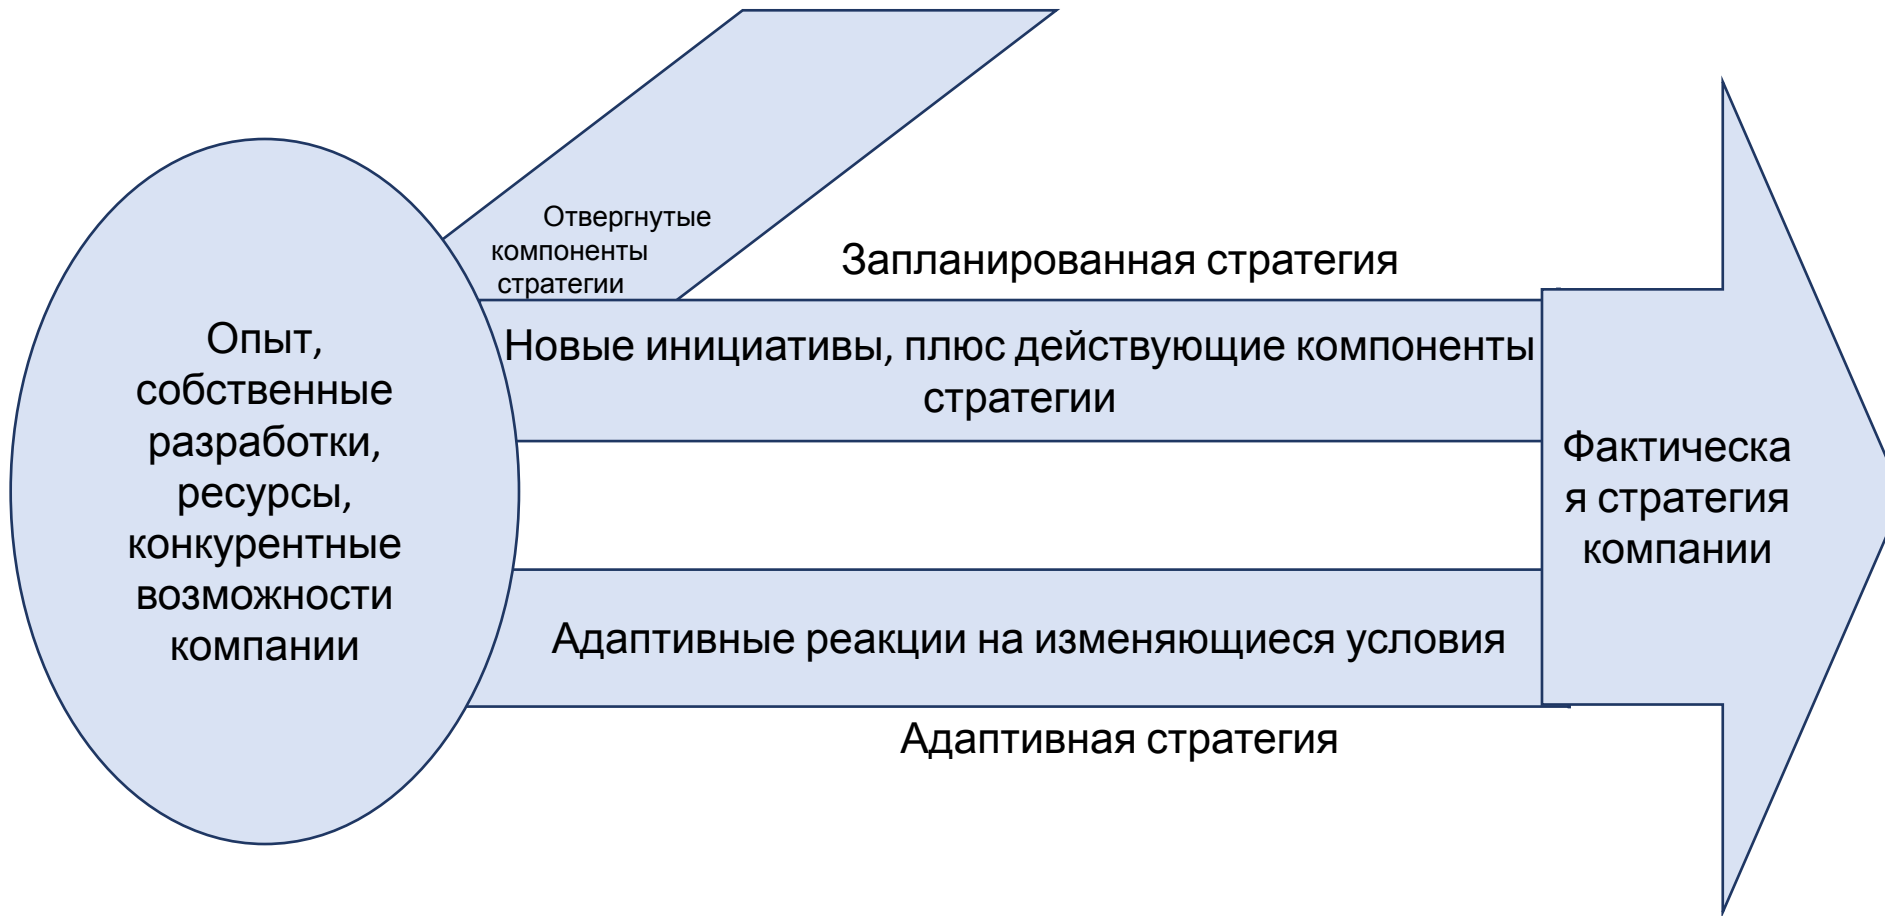 Отвергнутые
компоненты
стратегии
Запланированная стратегия
Опыт,
собственные
разработки,
ресурсы,
конкурентные
возможности
компании
Новые инициативы, плюс действующие компоненты
стратегии
Фактическа
я стратегия
компании
Адаптивные реакции на изменяющиеся условия
Адаптивная стратегия